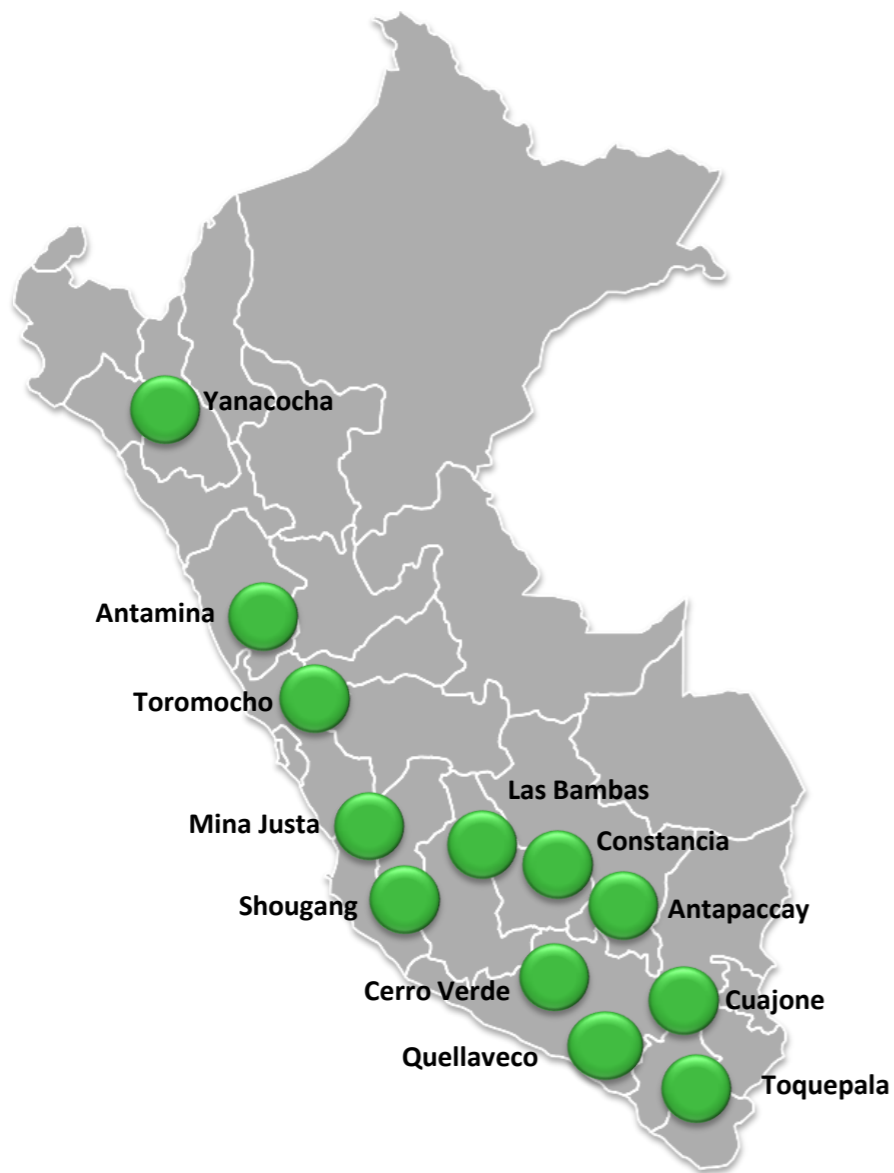 Yanacocha
Antamina
Toromocho
Las Bambas
Mina Justa
Constancia
Shougang
Antapaccay
Cerro Verde
Cuajone
Quellaveco
Toquepala